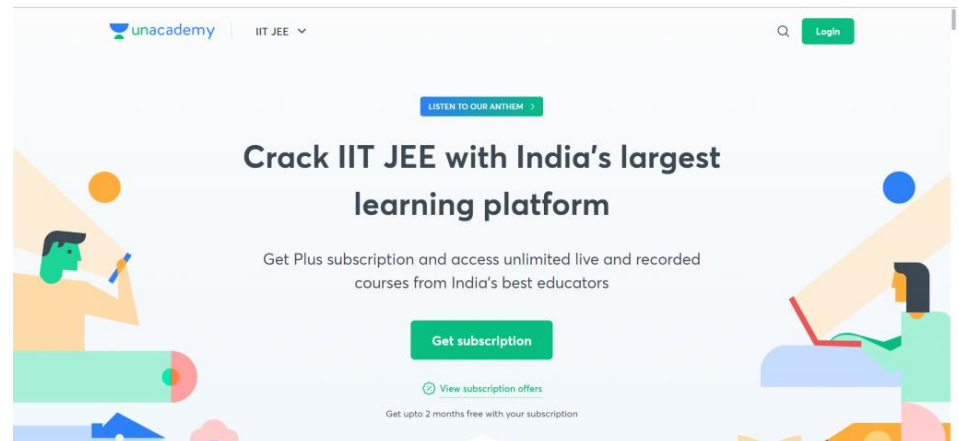 unacademy
IIT JEE
Login
LISTEN TO OUR ANTHEM
Crack IIT JEE with India's largest
learning platform
Get Plus subscription and access unlimited live and recorded
courses from India's best educators
Get subscription
View subscription offers
Get upto 2 months free with your subscription